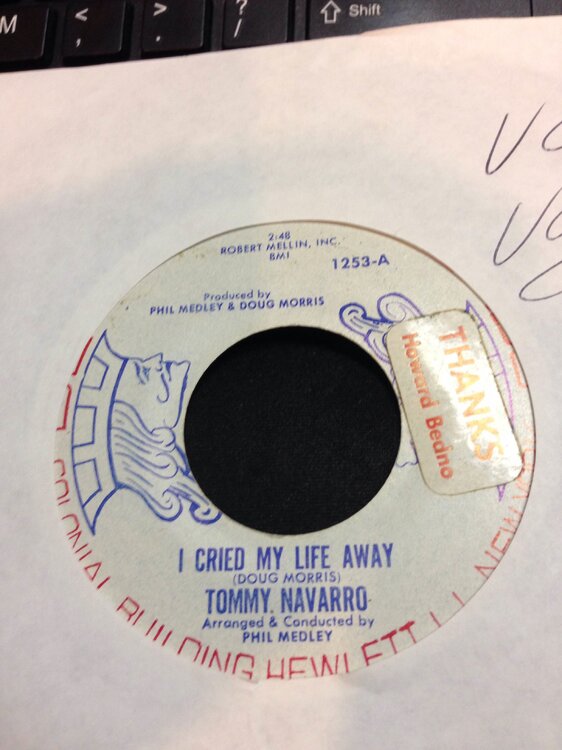 M
<
,
>
.
?
/
Shift
2:48
ROBERT MELLIN, INC.
BMI
1253-A
Produced by
PHIL MEDLEY & DOUG MORRIS
THANKS
Howard Bedno
I CRIED MY LIFE AWAY
(DOUG MORRIS)
TOMMY NAVARRO
Arranged & Conducted by
PHIL MEDLEY
COLONIAL BUILDING HEWLETT L.I. NEW